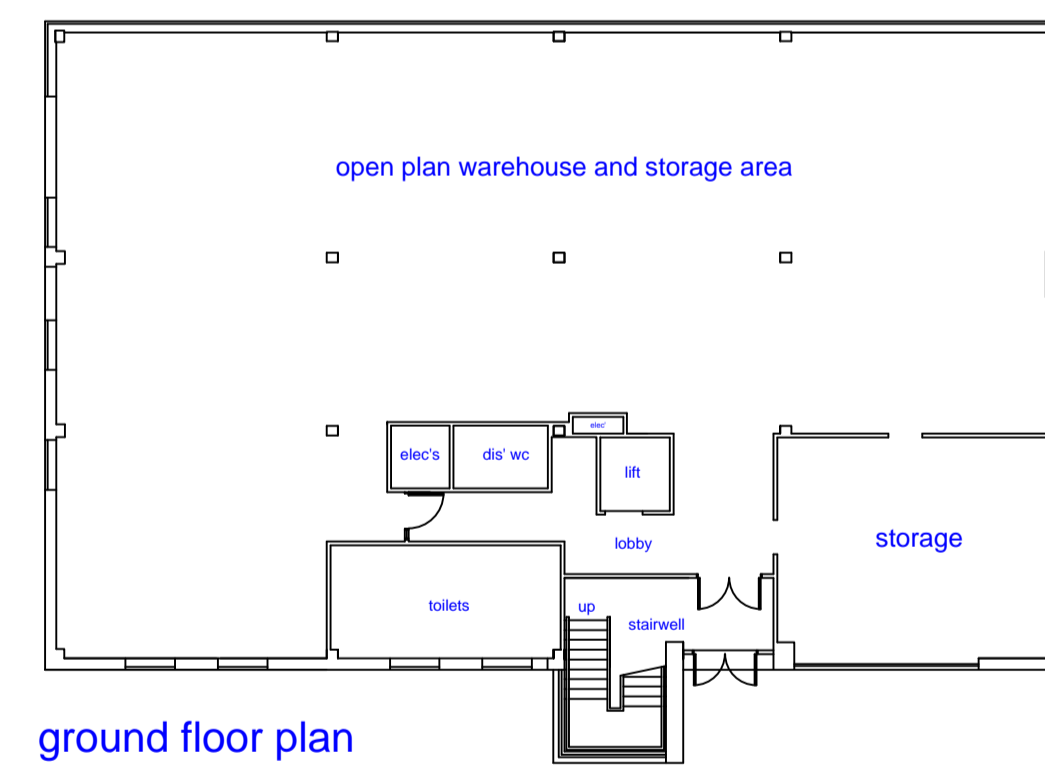 open plan warehouse and storage area
elec'
elec's
dis' wc
lift
storage
lobby
toilets
up
stairwell
ground floor plan